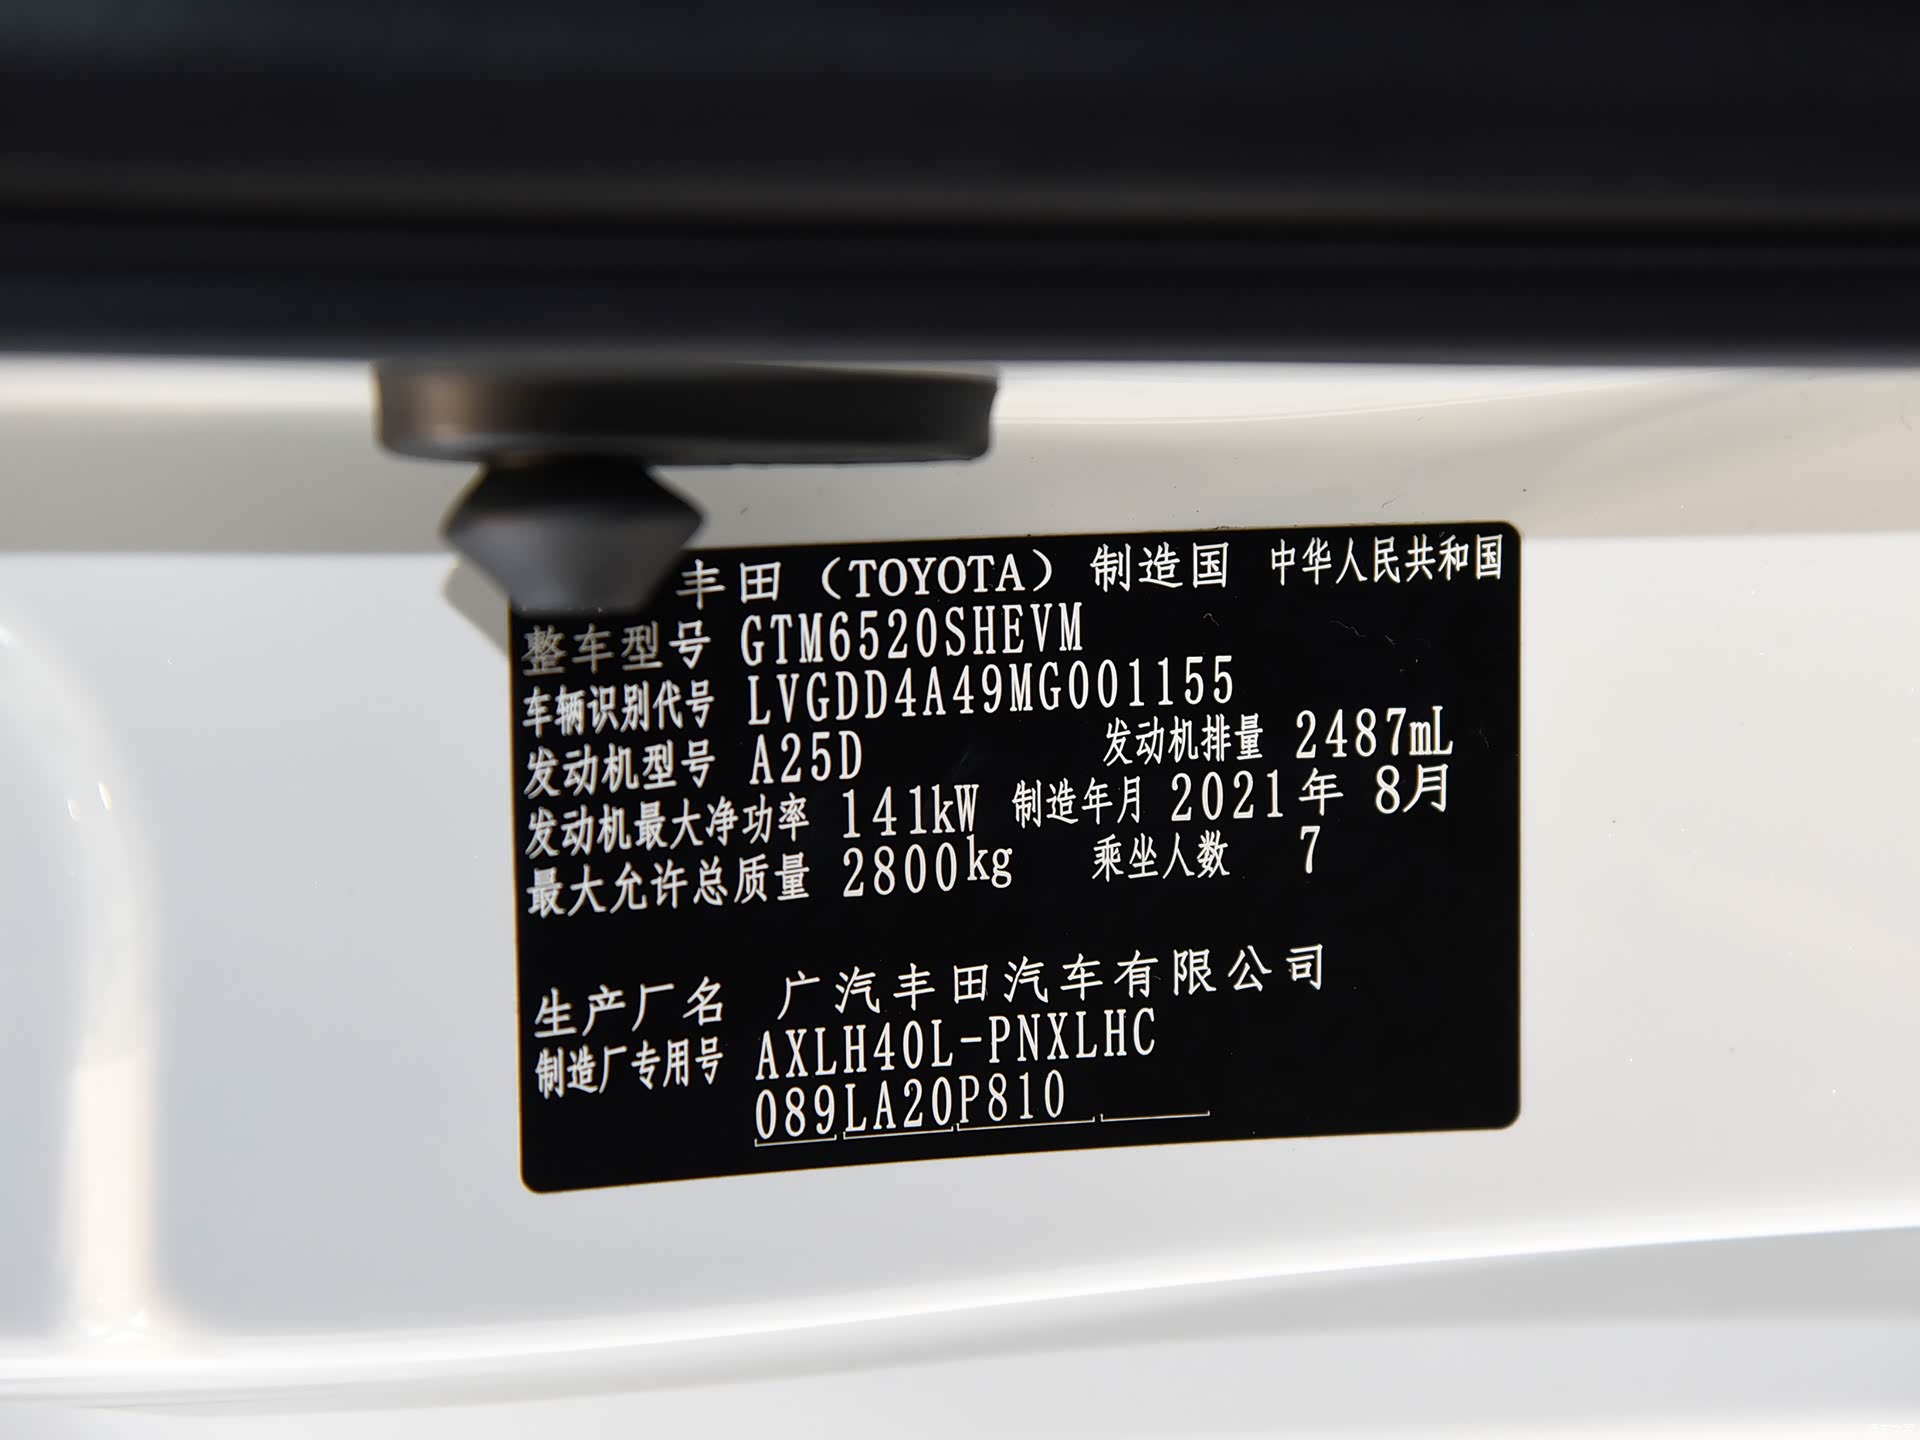 丰田（TOYOTA） 制造国 中华人民共和国
整车型号 GTM6520SHEVM
车辆识别代号 LVGDD4A49MG001155
发动机型号 A25D 发动机排量 2487mL
发动机最大净功率 141kW 制造年月 2021年 8月
最大允许总质量 2800kg 乘坐人数 7
生产厂名 广汽丰田汽车有限公司
制造厂专用号 AXLH40L-PNXLHC
089LA20P810